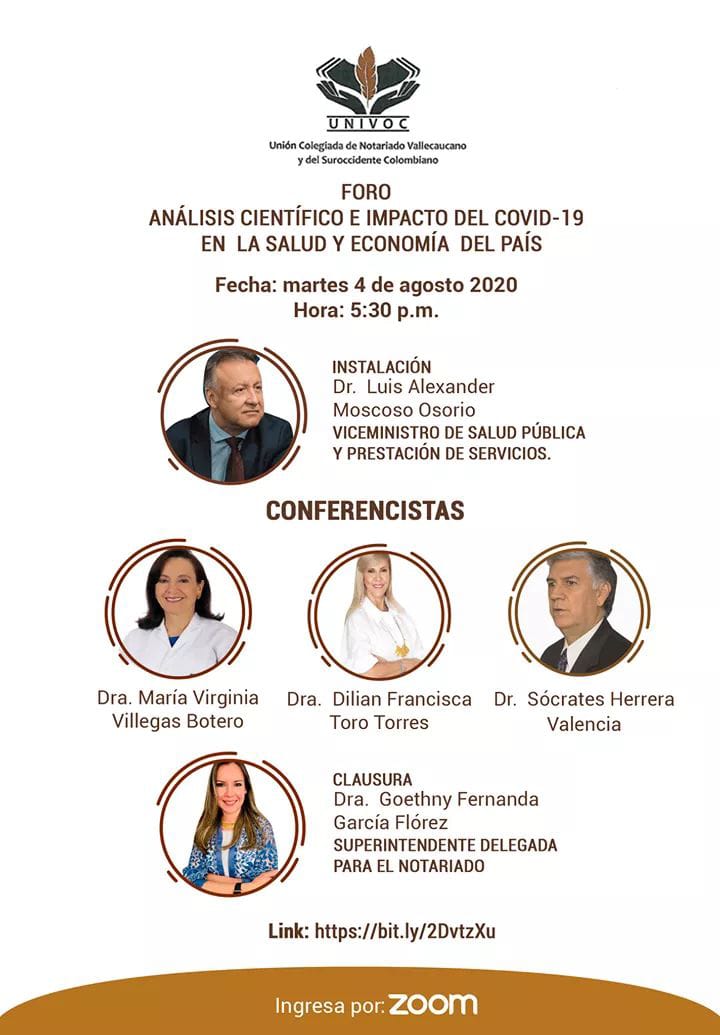 UNIVOC
Unión Colegiada de Notariado Vallecaucano
y del Suroccidente Colombiano
FORO
ANÁLISIS CIENTÍFICO E IMPACTO DEL COVID-19
EN LA SALUD Y ECONOMÍA DEL PAÍS
Fecha: martes 4 de agosto 2020
Hora: 5:30 p.m.
INSTALACIÓN
Dr. Luis Alexander
Moscoso Osorio
VICEMINISTRO DE SALUD PÚBLICA
Y PRESTACIÓN DE SERVICIOS.
CONFERENCISTAS
Dra. María Virginia
Villegas Botero
Dra. Dilian Francisca
Toro Torres
Dr. Sócrates Herrera
Valencia
CLAUSURA
Dra. Goethny Fernanda
García Flórez
SUPERINTENDENTE DELEGADA
PARA EL NOTARIADO
Link: https://bit.ly/2DvtzXu
Ingresa por: zoom